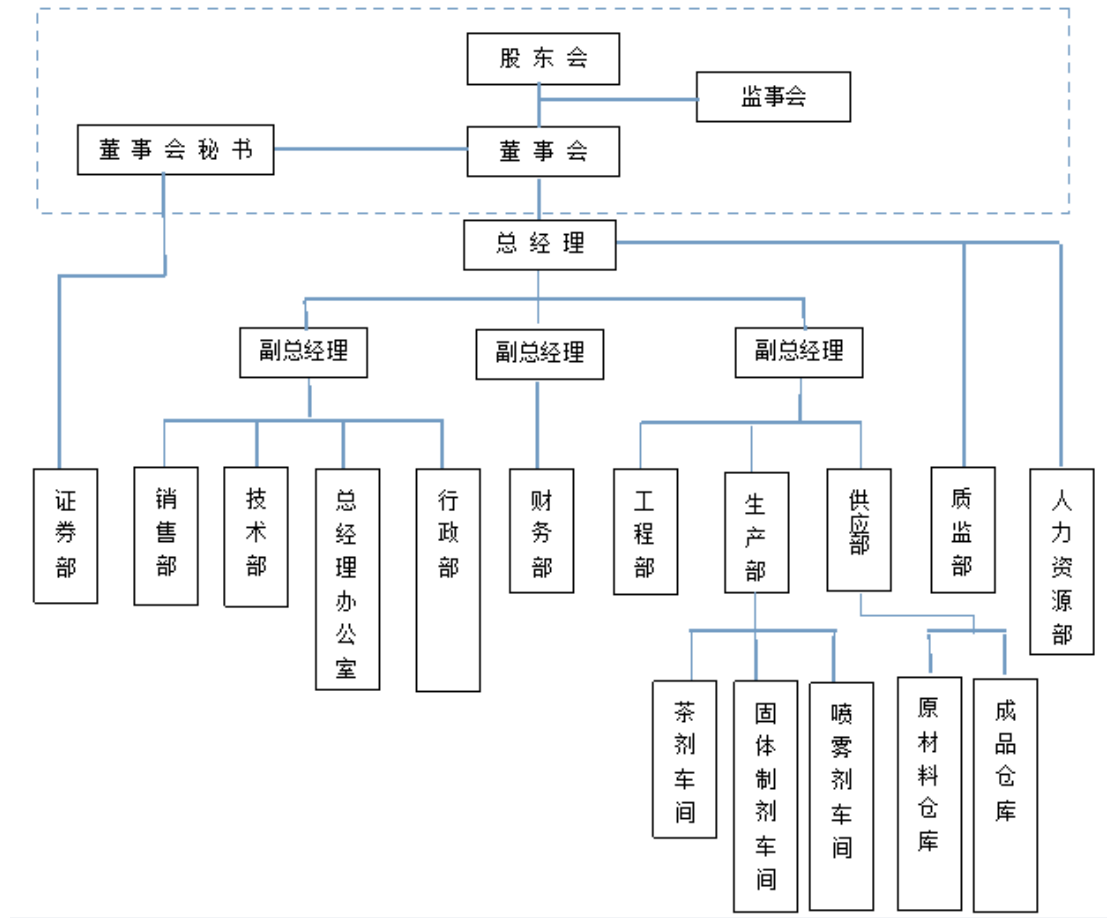 股东会
监事会
董事会秘书
董事会
总经理
副总经理
副总经理
副总经理
证券部
销售部
技术部
总经理办公室
行政部
财务部
工程部
生产部
供应部
质监部
人力资源部
茶剂车间
固体制剂车间
喷雾剂车间
原材料仓库
成品仓库